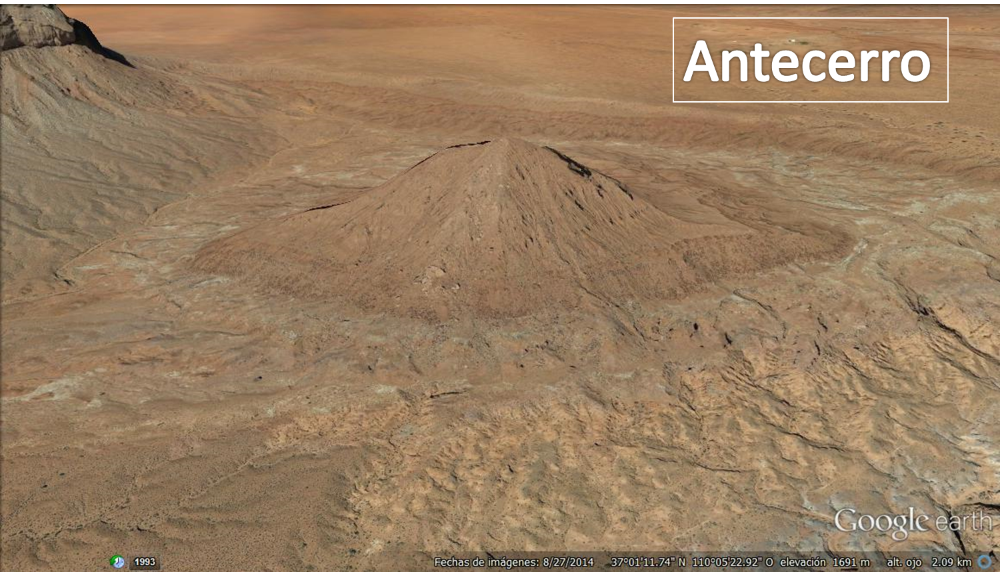 Antecerro
Google earth
1993
Fechas de imágenes: 8/27/2014 37°01'11.74" N 110°05'22.92" O elevación 1691 m alt. ojo 2.09 km